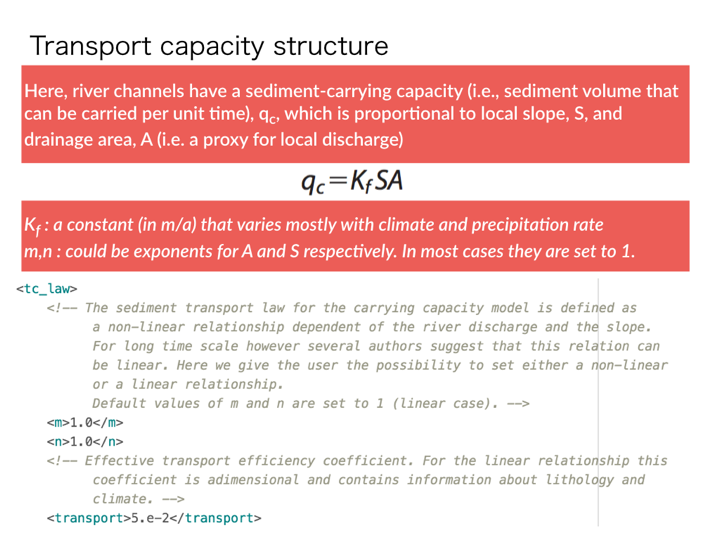 Transport capacity structure
Here, river channels have a sediment-carrying capacity (i.e., sediment volume that
can be carried per unit time), qc, which is proportional to local slope, S, and
drainage area, A (i.e. a proxy for local discharge)
qc=KfSA
Kf : a constant (in m/a) that varies mostly with climate and precipitation rate
m,n : could be exponents for A and S respectively. In most cases they are set to 1.
<tc_law>
<!-- The sediment transport law for the carrying capacity model is defined as
a non-linear relationship dependent of the river discharge and the slope.
For long time scale however several authors suggest that this relation can
be linear. Here we give the user the possibility to set either a non-linear
or a linear relationship.
Default values of m and n are set to 1 (linear case). -->
<m>1.0</m>
<n>1.0</n>
<!-- Effective transport efficiency coefficient. For the linear relationship this
coefficient is adimensional and contains information about lithology and
climate. -->
<transport>5.e-2</transport>